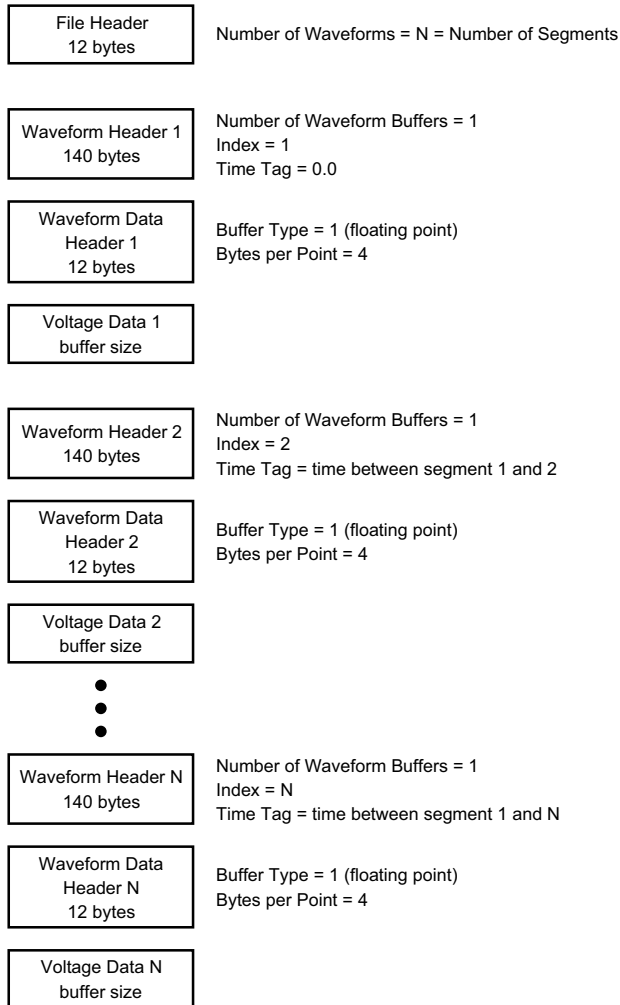 File Header
12 bytes
Number of Waveforms = N = Number of Segments
Waveform Header 1
140 bytes
Number of Waveform Buffers = 1
Index = 1
Time Tag = 0.0
Waveform Data
Header 1
12 bytes
Buffer Type = 1 (floating point)
Bytes per Point = 4
Voltage Data 1
buffer size
Waveform Header 2
140 bytes
Number of Waveform Buffers = 1
Index = 2
Time Tag = time between segment 1 and 2
Waveform Data
Header 2
12 bytes
Buffer Type = 1 (floating point)
Bytes per Point = 4
Voltage Data 2
buffer size
Waveform Header N
140 bytes
Number of Waveform Buffers = 1
Index = N
Time Tag = time between segment 1 and N
Waveform Data
Header N
12 bytes
Buffer Type = 1 (floating point)
Bytes per Point = 4
Voltage Data N
buffer size